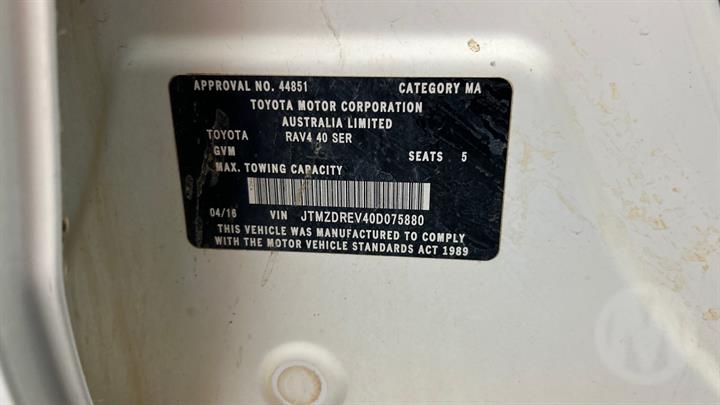 APPROVAL NO. 44851 CATEGORY MA
TOYOTA MOTOR CORPORATION
AUSTRALIA LIMITED
TOYOTA RAV4 40 SER
GVM SEATS 5
MAX. TOWING CAPACITY
04/16 VIN JTMZDREV40D075880
THIS VEHICLE WAS MANUFACTURED TO COMPLY
WITH THE MOTOR VEHICLE STANDARDS ACT 1989
M